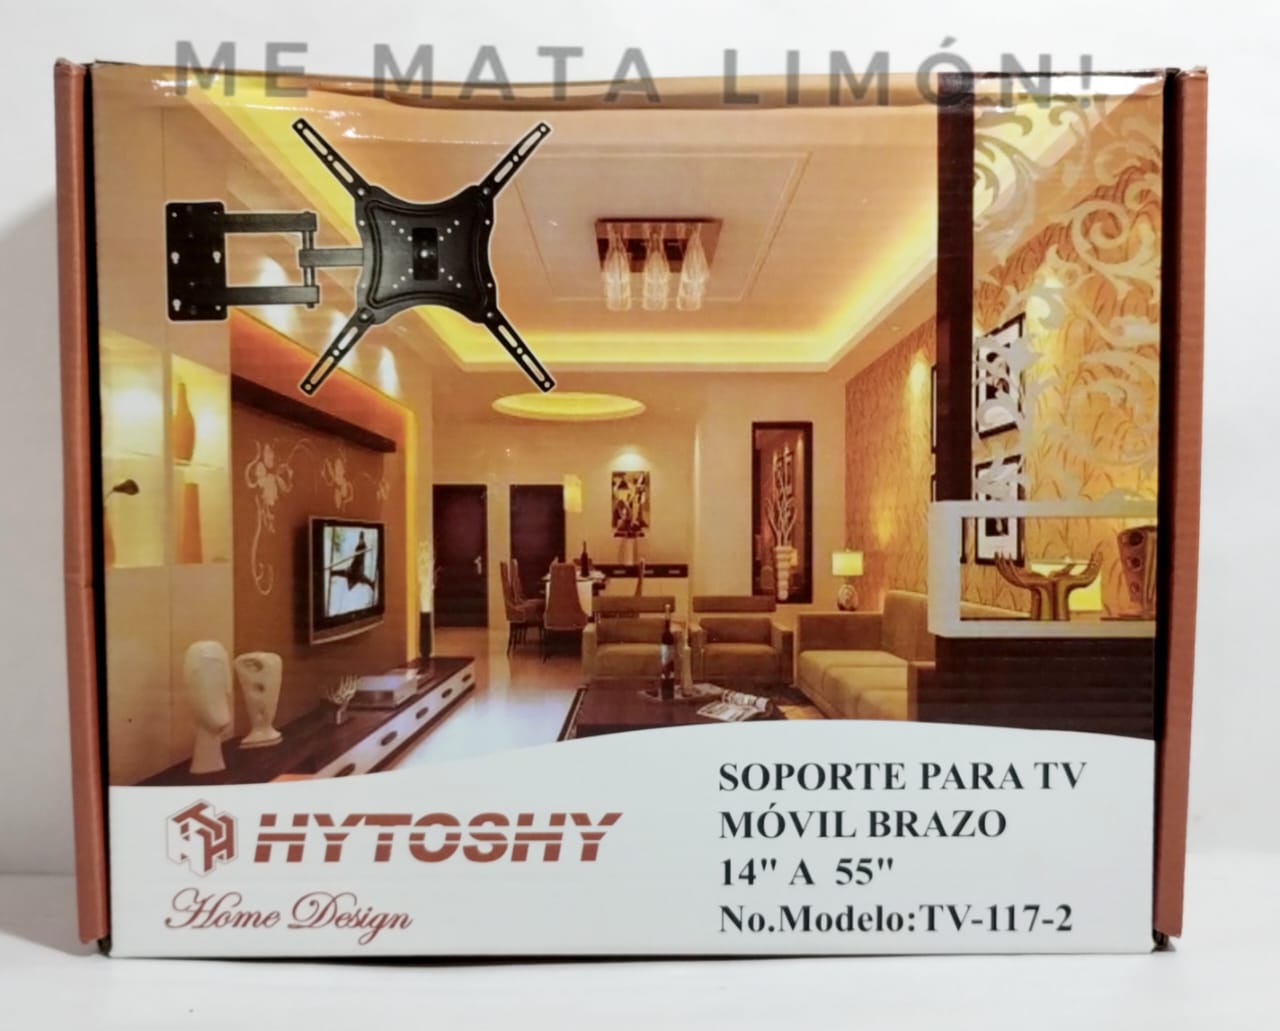 ME MATA LIMÓN!
HYTOSHY
Home Design
SOPORTE PARA TV
MÓVIL BRAZO
14" A 55"
No.Modelo:TV-117-2